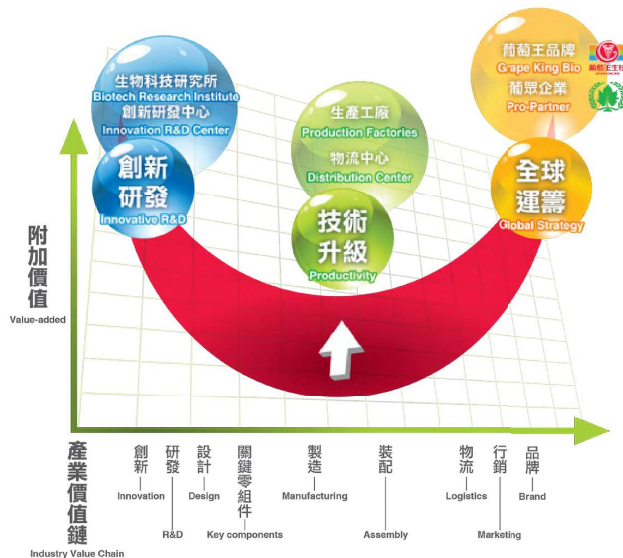 生物科技研究所
Biotech Research Institute
創新研發中心
Innovation R&D Center
創新
研發
Innovative R&D
生產工廠
Production Factories
物流中心
Distribution Center
技術
升級
Productivity
葡萄王品牌
Grape King Bio
葡眾企業
Pro-Partner
葡萄王生技
全球
運籌
Global Strategy
附加價值
Value-added
產業價值鏈
Industry Value Chain
創新
Innovation
研發
R&D
設計
Design
關鍵零組件
Key components
製造
Manufacturing
裝配
Assembly
物流
Logistics
行銷
Marketing
品牌
Brand